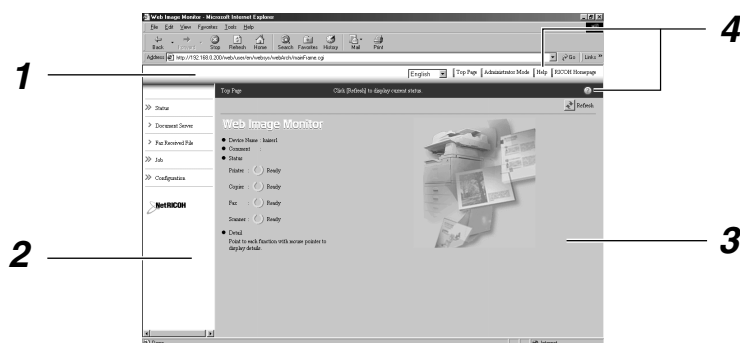 Web Image Monitor - Microsoft Internet Explorer
File Edit View Favorites Tools Help
Back Forward Stop Refresh Home Search Favorites History Mail Print
Address http://192.168.0.200/web/user/en/websys/webArch/mainFrame.cgi Go Links »
English Top Page Administrator Mode Help RICOH Homepage
Top Page Click [Refresh] to display current status. ?
Refresh
Status
Document Server
Fax Received File
Job
Configuration
NetRICOH
Web Image Monitor
Device Name :
Comment :
Status
Printer : Ready
Copier : Ready
Fax : Ready
Scanner : Ready
Detail
Point to each function with mouse pointer to
display details.
Internet
1
2
3
4